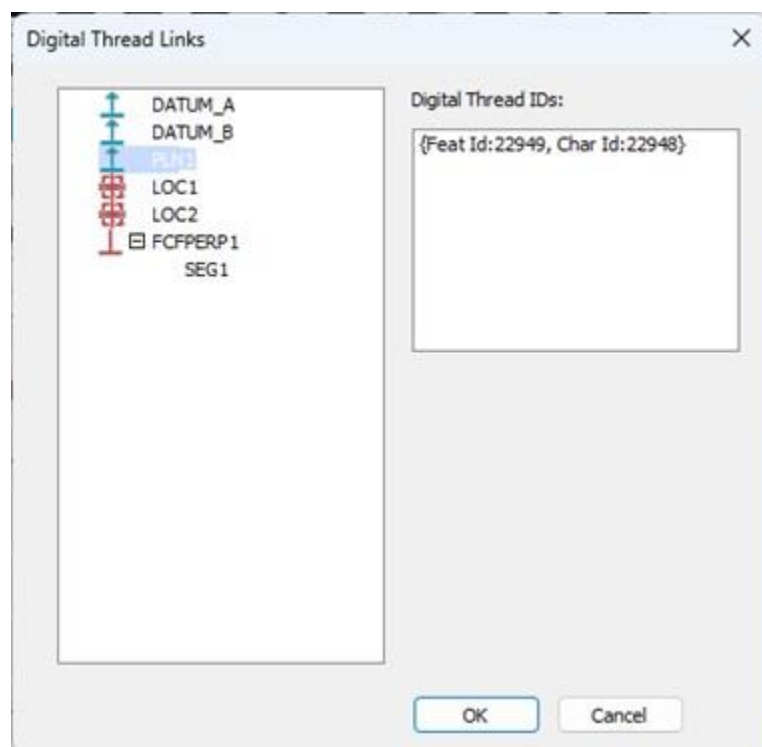 Digital Thread Links
DATUM_A
DATUM_B
PLN1
LOC1
LOC2
FCFPERP1
SEG1
Digital Thread IDs:
{Feat Id:22949, Char Id:22948}
OK
Cancel